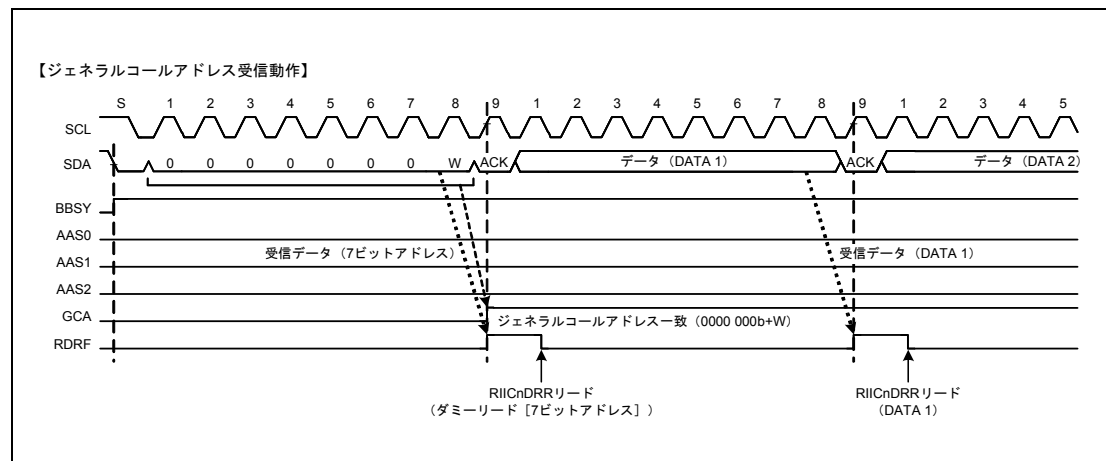 【ジェネラルコールアドレス受信動作】
S 1 2 3 4 5 6 7 8 9 1 2 3 4 5 6 7 8 9 1 2 3 4 5
SCL
SDA 0 0 0 0 0 0 0 W ACK データ（DATA 1） ACK データ（DATA 2）
BBSY
AAS0
受信データ（7ビットアドレス） 受信データ（DATA 1）
AAS1
AAS2
GCA
ジェネラルコールアドレス一致（0000 000b+W）
RDRF
RIICnDRRリード
（ダミーリード［7ビットアドレス］）
RIICnDRRリード
（DATA 1）